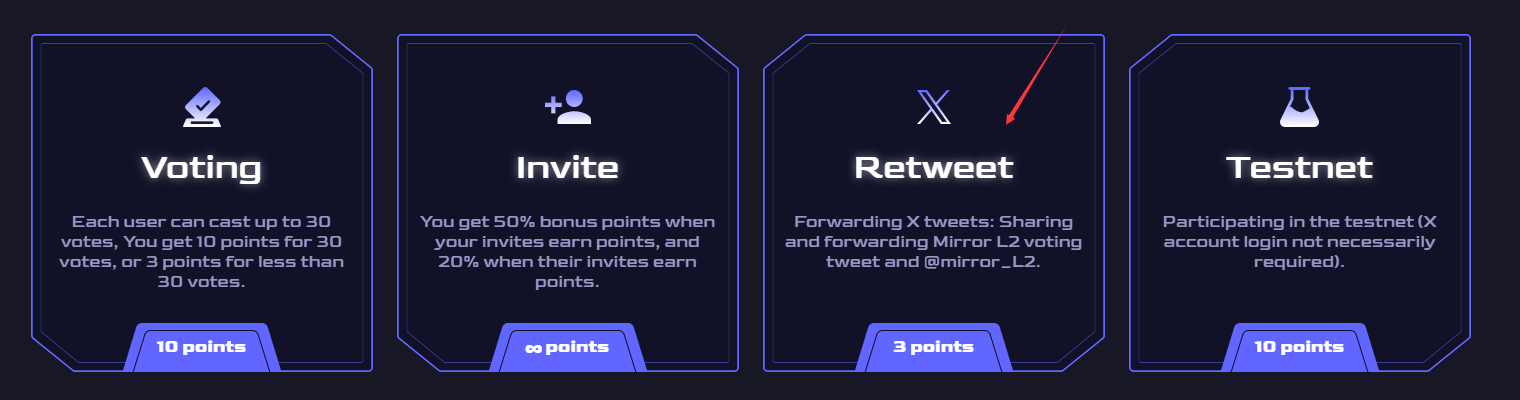 Voting
Each user can cast up to 30
votes, You get 10 points for 30
votes, or 3 points for less than
30 votes.
10 points
Invite
You get 50% bonus points when
your invites earn points, and
20% when their invites earn
points.
∞ points
Retweet
Forwarding X tweets: Sharing
and forwarding Mirror L2 voting
tweet and @mirror_L2.
3 points
Testnet
Participating in the testnet (X
account login not necessarily
required).
10 points